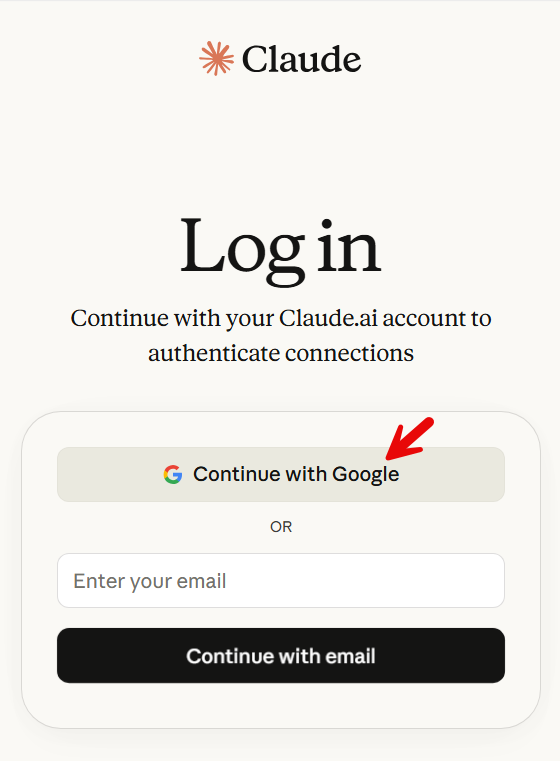 Claude
Log in
Continue with your Claude.ai account to
authenticate connections
Continue with Google
OR
Enter your email
Continue with email